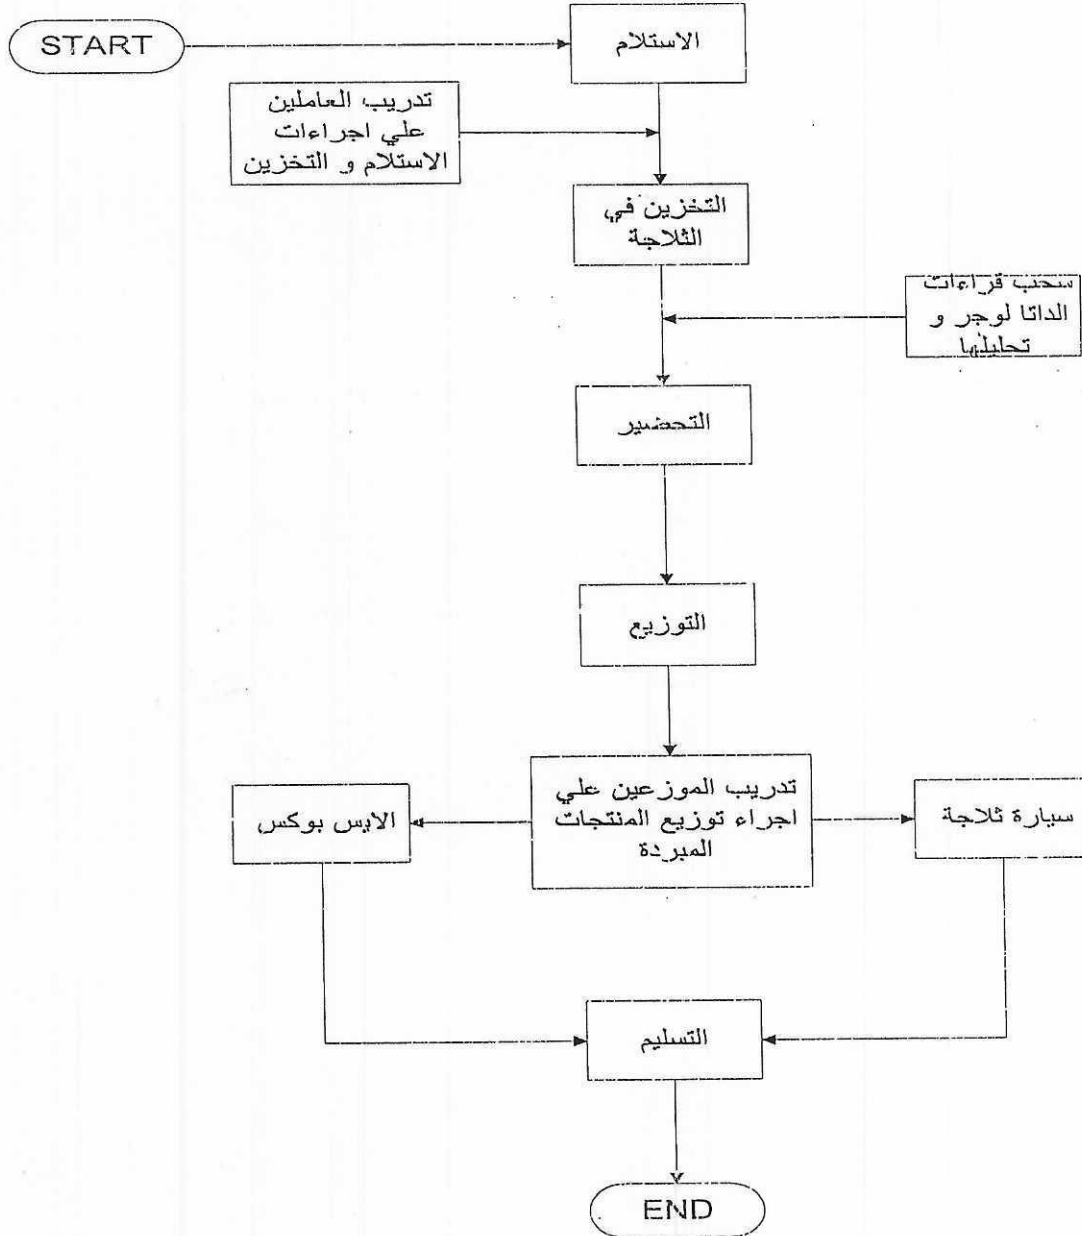 START
الاستلام
تدريب العاملين
علي اجراءات
الاستلام و التخزين
التخزين في
الثلاجة
سحب قراءات
الداتا لوجر و
تحليلها
التحضير
التوزيع
تدريب الموزعين علي
اجراء توزيع المنتجات
المبردة
الايس بوكس
سيارة ثلاجة
التسليم
END